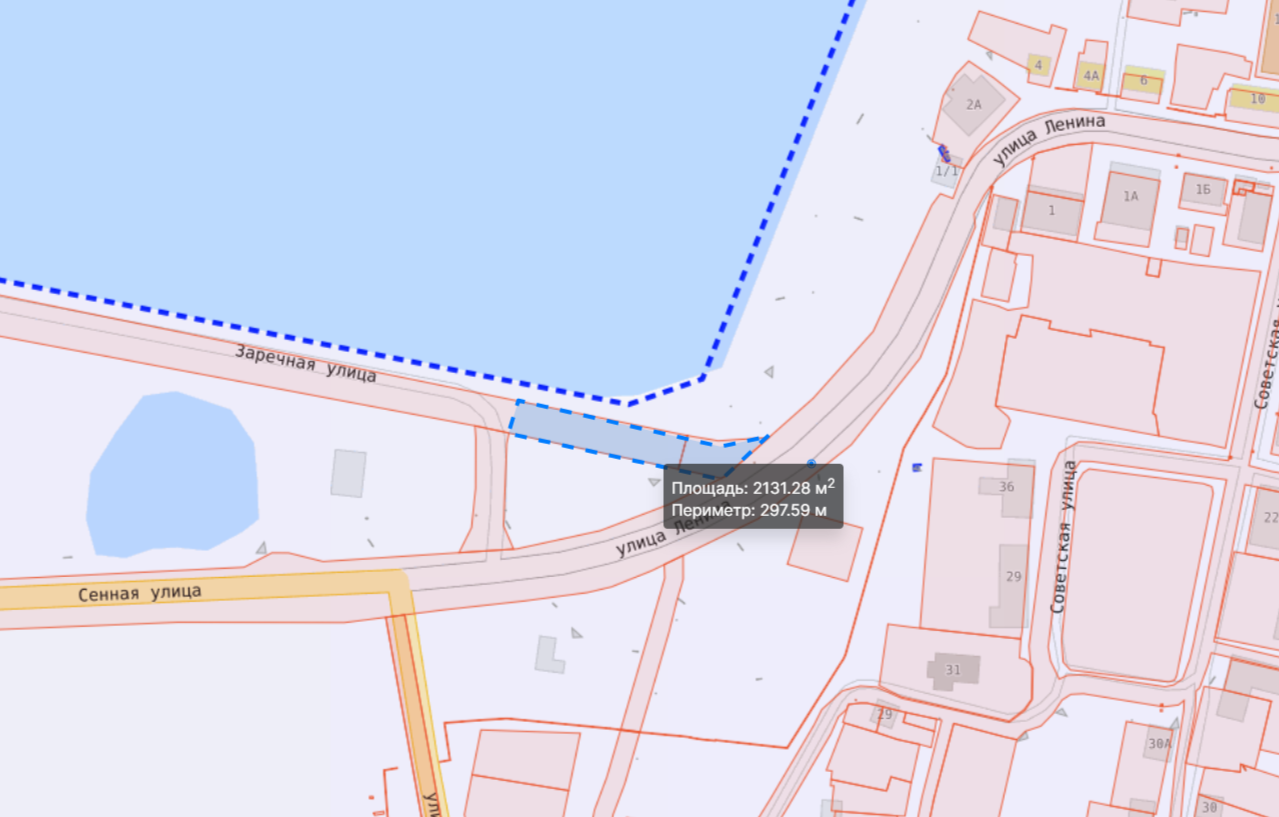 4
4А
6
10
2А
улица Ленина
1/1
1
1А
1Б
Заречная улица
Советская
Площадь: 2131.28 м²
Периметр: 297.59 м
улица Ленина
36
22
Советская улица
29
Сенная улица
31
29
30А
30
ули